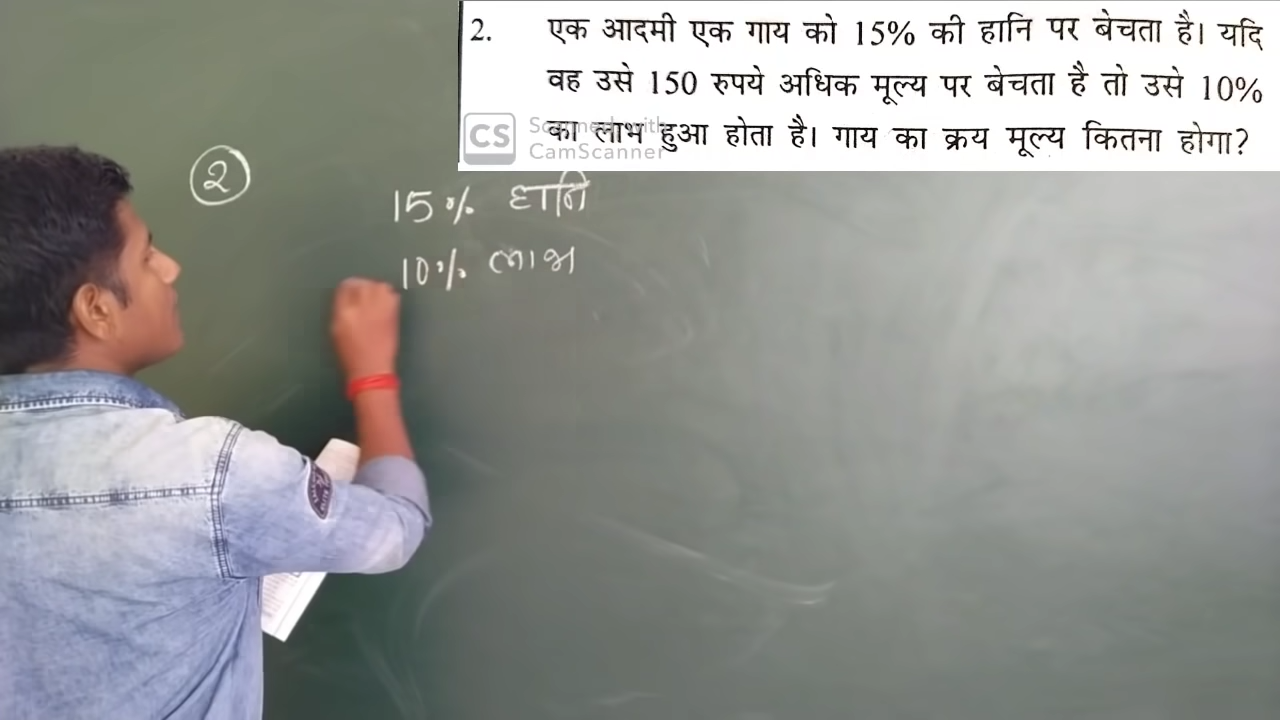 2. एक आदमी एक गाय को 15% की हानि पर बेचता है। यदि
वह उसे 150 रुपये अधिक मूल्य पर बेचता है तो उसे 10%
का लाभ हुआ होता है। गाय का क्रय मूल्य कितना होगा?
CS Scanned with
CamScanner
2
15% हानि
10% लाभ